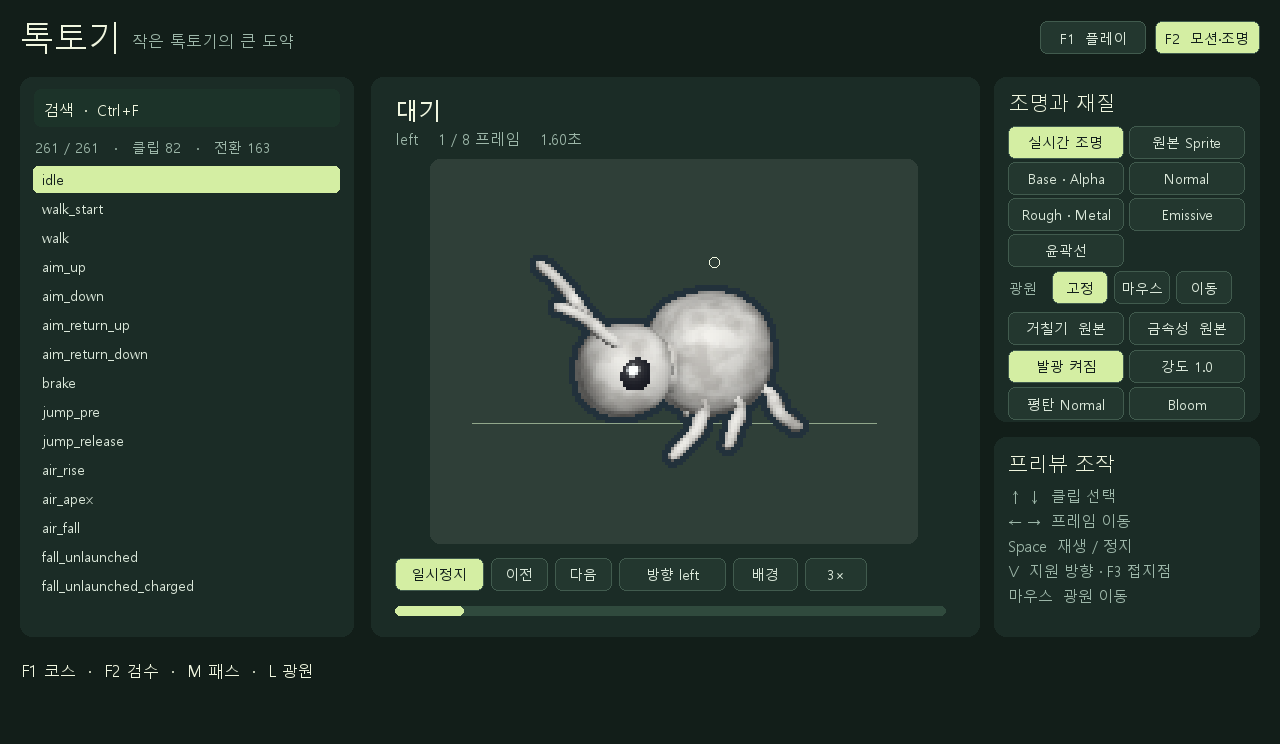 톡토기 작은 톡토기의 큰 도약
F1 플레이
F2 모션·조명
검색 · Ctrl+F
261 / 261 · 클립 82 · 전환 163
idle
walk_start
walk
aim_up
aim_down
aim_return_up
aim_return_down
brake
jump_pre
jump_release
air_rise
air_apex
air_fall
fall_unlaunched
fall_unlaunched_charged
대기
left 1 / 8 프레임 1.60초
일시정지 이전 다음 방향 left 배경 3×
조명과 재질
실시간 조명 원본 Sprite
Base · Alpha Normal
Rough · Metal Emissive
윤곽선
광원 고정 마우스 이동
거칠기 원본 금속성 원본
발광 켜짐 강도 1.0
평탄 Normal Bloom
프리뷰 조작
↑ ↓ 클립 선택
← → 프레임 이동
Space 재생 / 정지
V 지원 방향 · F3 접지점
마우스 광원 이동
F1 코스 · F2 검수 · M 패스 · L 광원